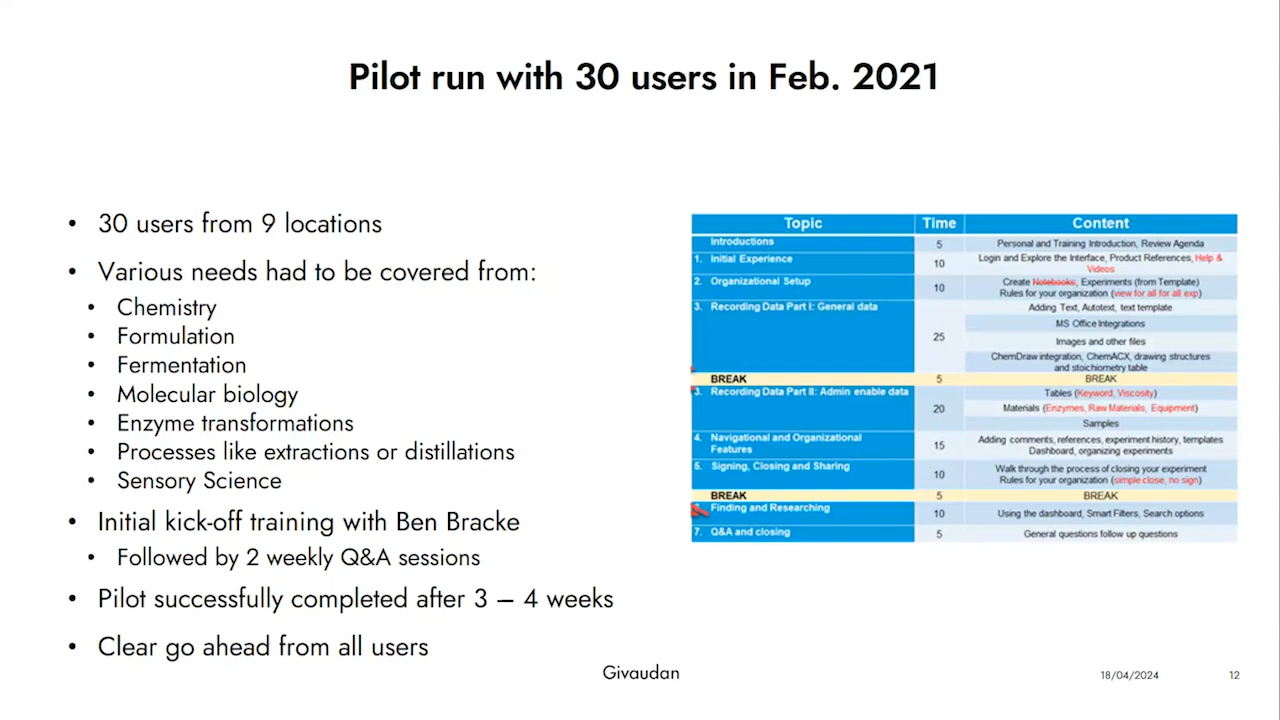 Pilot run with 30 users in Feb. 2021
• 30 users from 9 locations
• Various needs had to be covered from:
• Chemistry
• Formulation
• Fermentation
• Molecular biology
• Enzyme transformations
• Processes like extractions or distillations
• Sensory Science
• Initial kick-off training with Ben Bracke
• Followed by 2 weekly Q&A sessions
• Pilot successfully completed after 3 – 4 weeks
• Clear go ahead from all users
Topic Time Content
Introductions 5 Personal and Training Introduction, Review Agenda
1. Initial Experience 10 Login and Explore the Interface, Product References, Help &
Videos
2. Organizational Setup 10 Create Notebooks, Experiments (from Template)
Rules for your organization (view for all for all exp)
3. Recording Data Part I: General data 25 Adding Text, Autotext, text template
MS Office Integrations
Images and other files
ChemDraw integration, ChemACX, drawing structures
and stoichiometry table
BREAK 5 BREAK
3. Recording Data Part II: Admin enable data 20 Tables (Keyword, Viscosity)
Materials (Enzymes, Raw Materials, Equipment)
Samples
4. Navigational and Organizational
Features 15 Adding comments, references, experiment history, templates
Dashboard, organizing experiments
5. Signing, Closing and Sharing 10 Walk through the process of closing your experiment
Rules for your organization (simple close, no sign)
BREAK 5 BREAK
Finding and Researching 10 Using the dashboard, Smart Filters, Search options
7. Q&A and closing 5 General questions follow up questions
Givaudan
18/04/2024
12